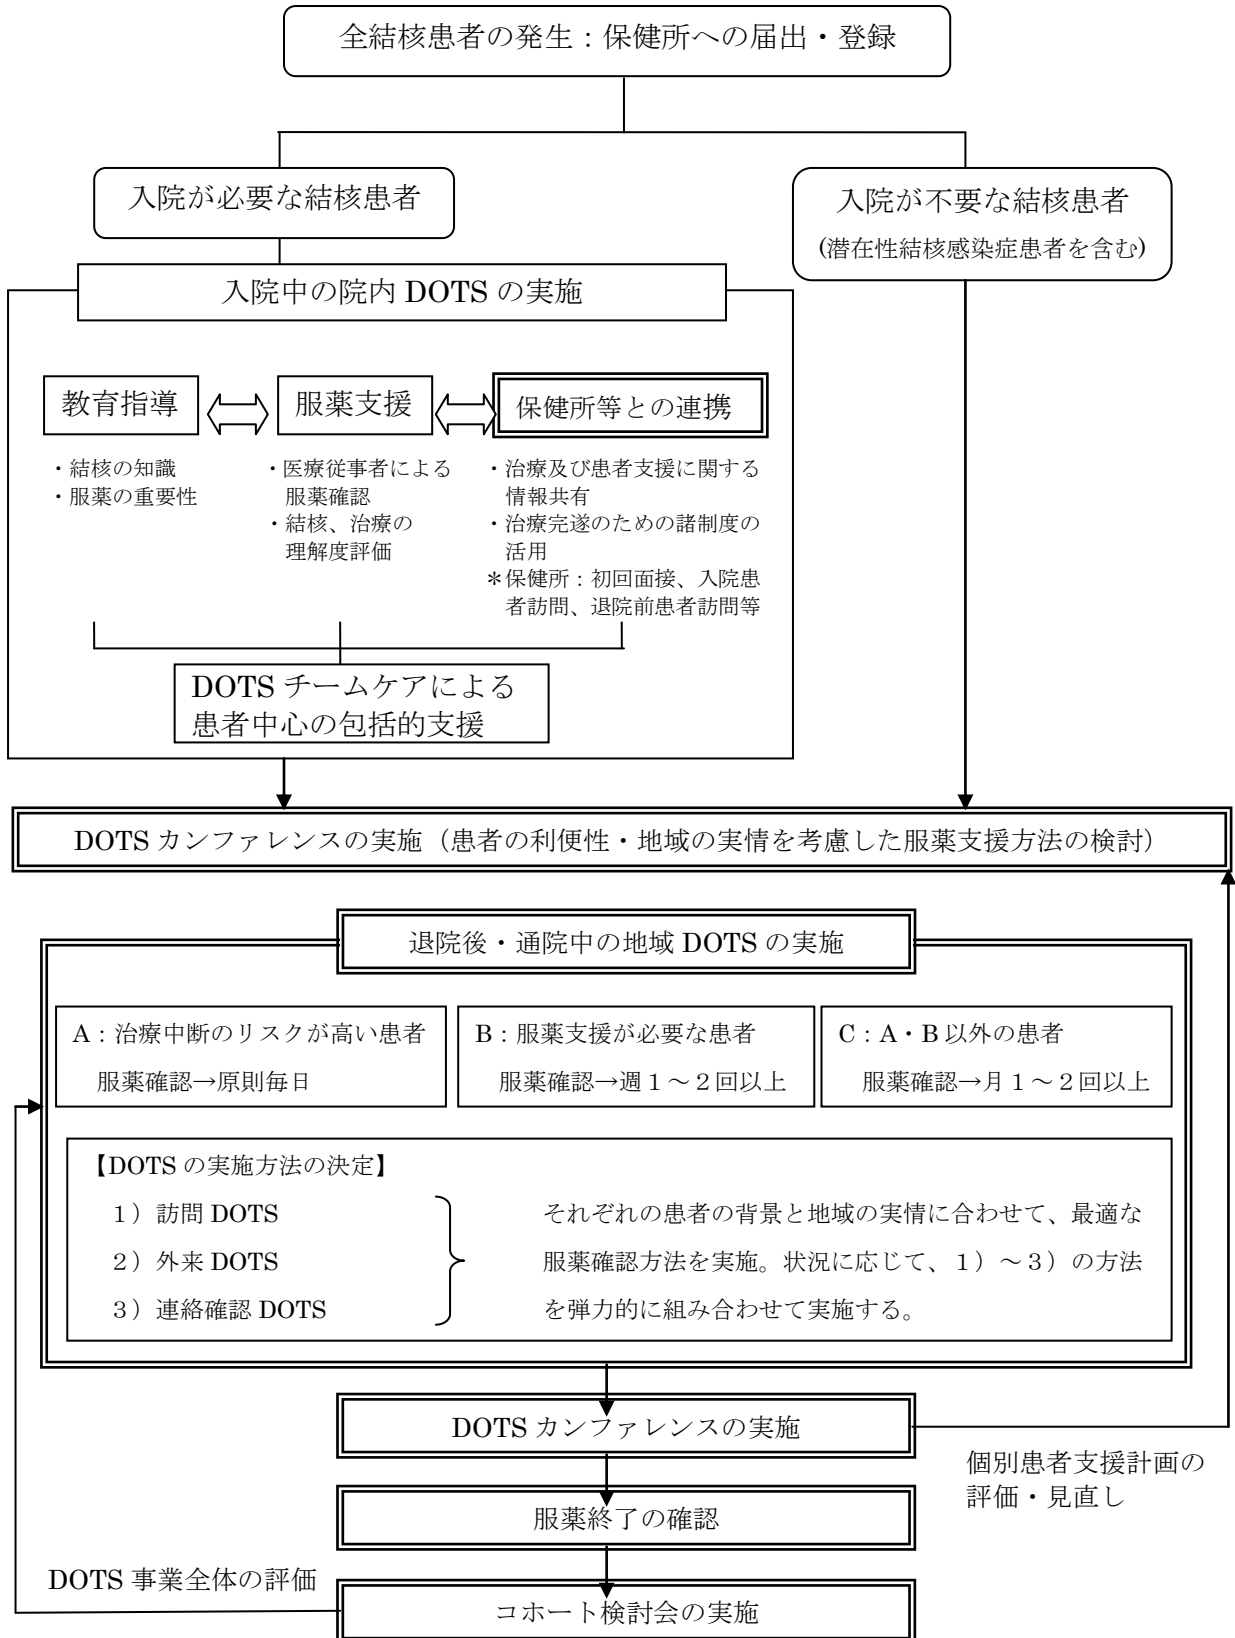 全結核患者の発生：保健所への届出・登録
入院が必要な結核患者
入院が不要な結核患者
(潜在性結核感染症患者を含む)
入院中の院内 DOTS の実施
教育指導
服薬支援
保健所等との連携
・結核の知識
・服薬の重要性
・医療従事者による
服薬確認
・結核、治療の
理解度評価
・治療及び患者支援に関する
情報共有
・治療完遂のための諸制度の
活用
＊保健所：初回面接、入院患
者訪問、退院前患者訪問等
DOTS チームケアによる
患者中心の包括的支援
DOTS カンファレンスの実施（患者の利便性・地域の実情を考慮した服薬支援方法の検討）
退院後・通院中の地域 DOTS の実施
A：治療中断のリスクが高い患者
服薬確認→原則毎日
B：服薬支援が必要な患者
服薬確認→週１～２回以上
C：A・B 以外の患者
服薬確認→月１～２回以上
【DOTS の実施方法の決定】
１）訪問 DOTS
２）外来 DOTS
３）連絡確認 DOTS
それぞれの患者の背景と地域の実情に合わせて、最適な
服薬確認方法を実施。状況に応じて、１）～３）の方法
を弾力的に組み合わせて実施する。
DOTS カンファレンスの実施
個別患者支援計画の
評価・見直し
服薬終了の確認
DOTS 事業全体の評価
コホート検討会の実施